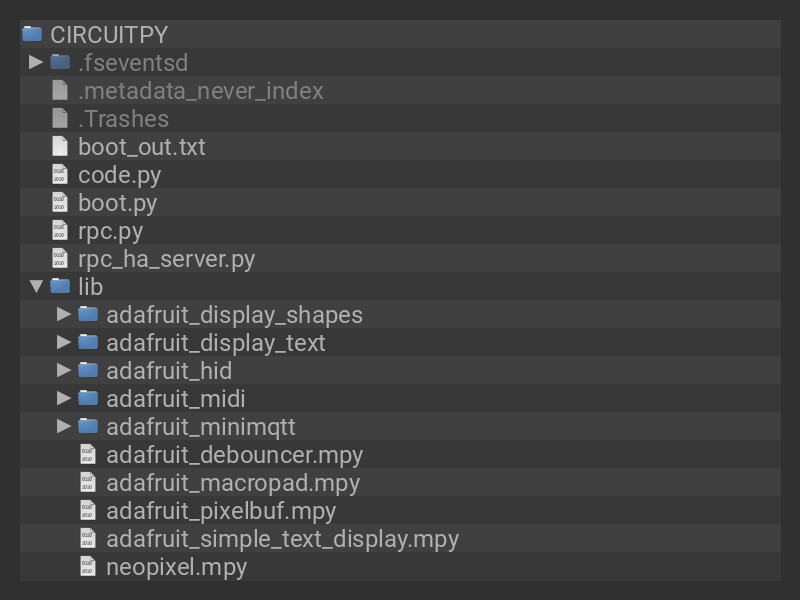 CIRCUITPY
.fseventsd
.metadata_never_index
.Trashes
boot_out.txt
code.py
boot.py
rpc.py
rpc_ha_server.py
lib
adafruit_display_shapes
adafruit_display_text
adafruit_hid
adafruit_midi
adafruit_minimqtt
adafruit_debouncer.mpy
adafruit_macropad.mpy
adafruit_pixelbuf.mpy
adafruit_simple_text_display.mpy
neopixel.mpy